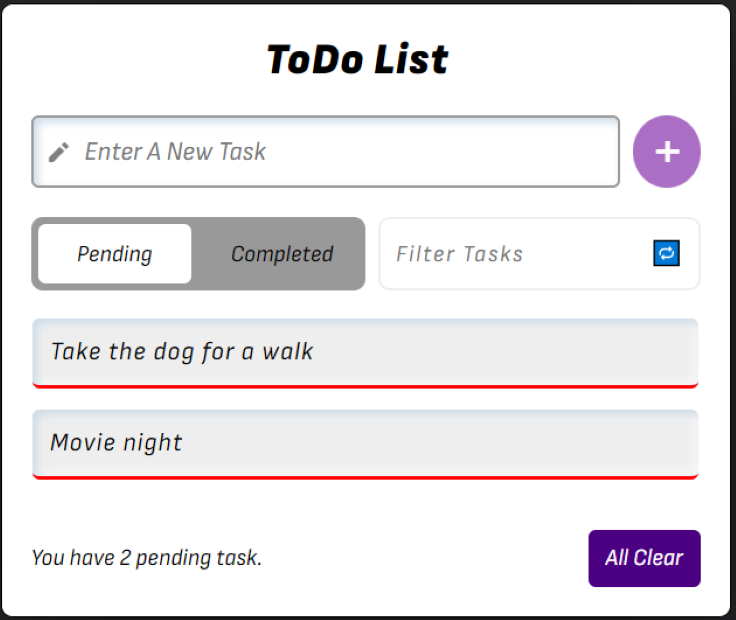 ToDo List
Enter A New Task
Pending Completed
Filter Tasks
Take the dog for a walk
Movie night
You have 2 pending task.
All Clear